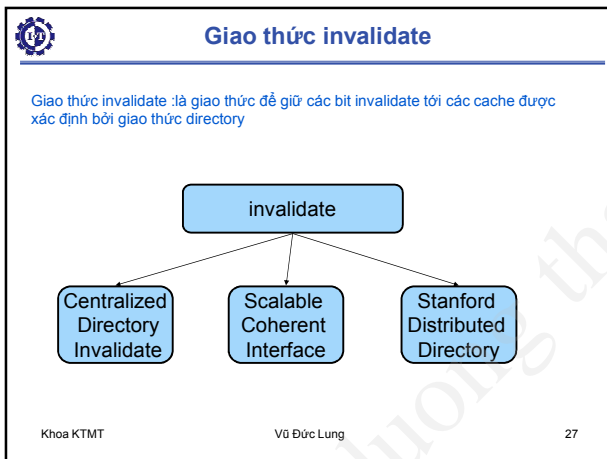 Giao thức invalidate
Giao thức invalidate :là giao thức để giữ các bit invalidate tới các cache được
xác định bởi giao thức directory
invalidate
Centralized
Directory
Invalidate
Scalable
Coherent
Interface
Stanford
Distributed
Directory
Khoa KTMT
Vũ Đức Lung
27